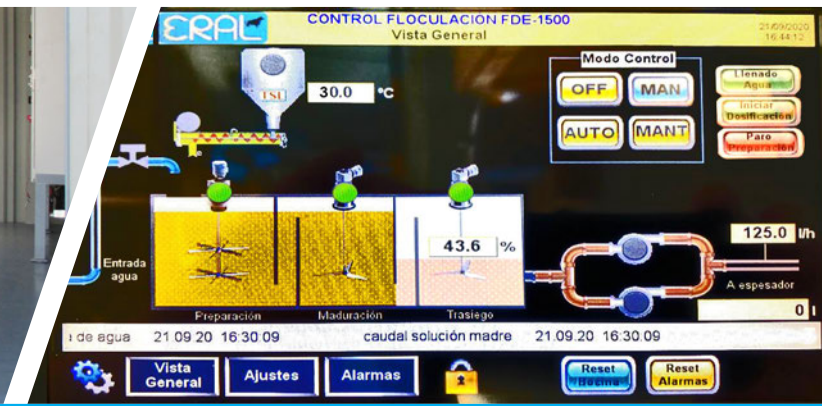 ERAL
CONTROL FLOCULACIÓN FDE-1500
Vista General
21/09/2020
16:44:12
Modo Control
OFF
MAN
AUTO
MANT
Llenado
Agua
Iniciar
Dosificación
Paro
Preparación
TSL
30.0 ºC
43.6 %
125.0 l/h
A espesador
0 l
Entrada
agua
Preparación
Maduración
Trasiego
de agua 21.09.20 16:30:09 caudal solución madre 21.09.20 16:30:09
Vista
General
Ajustes
Alarmas
Reset
Bocina
Reset
Alarmas